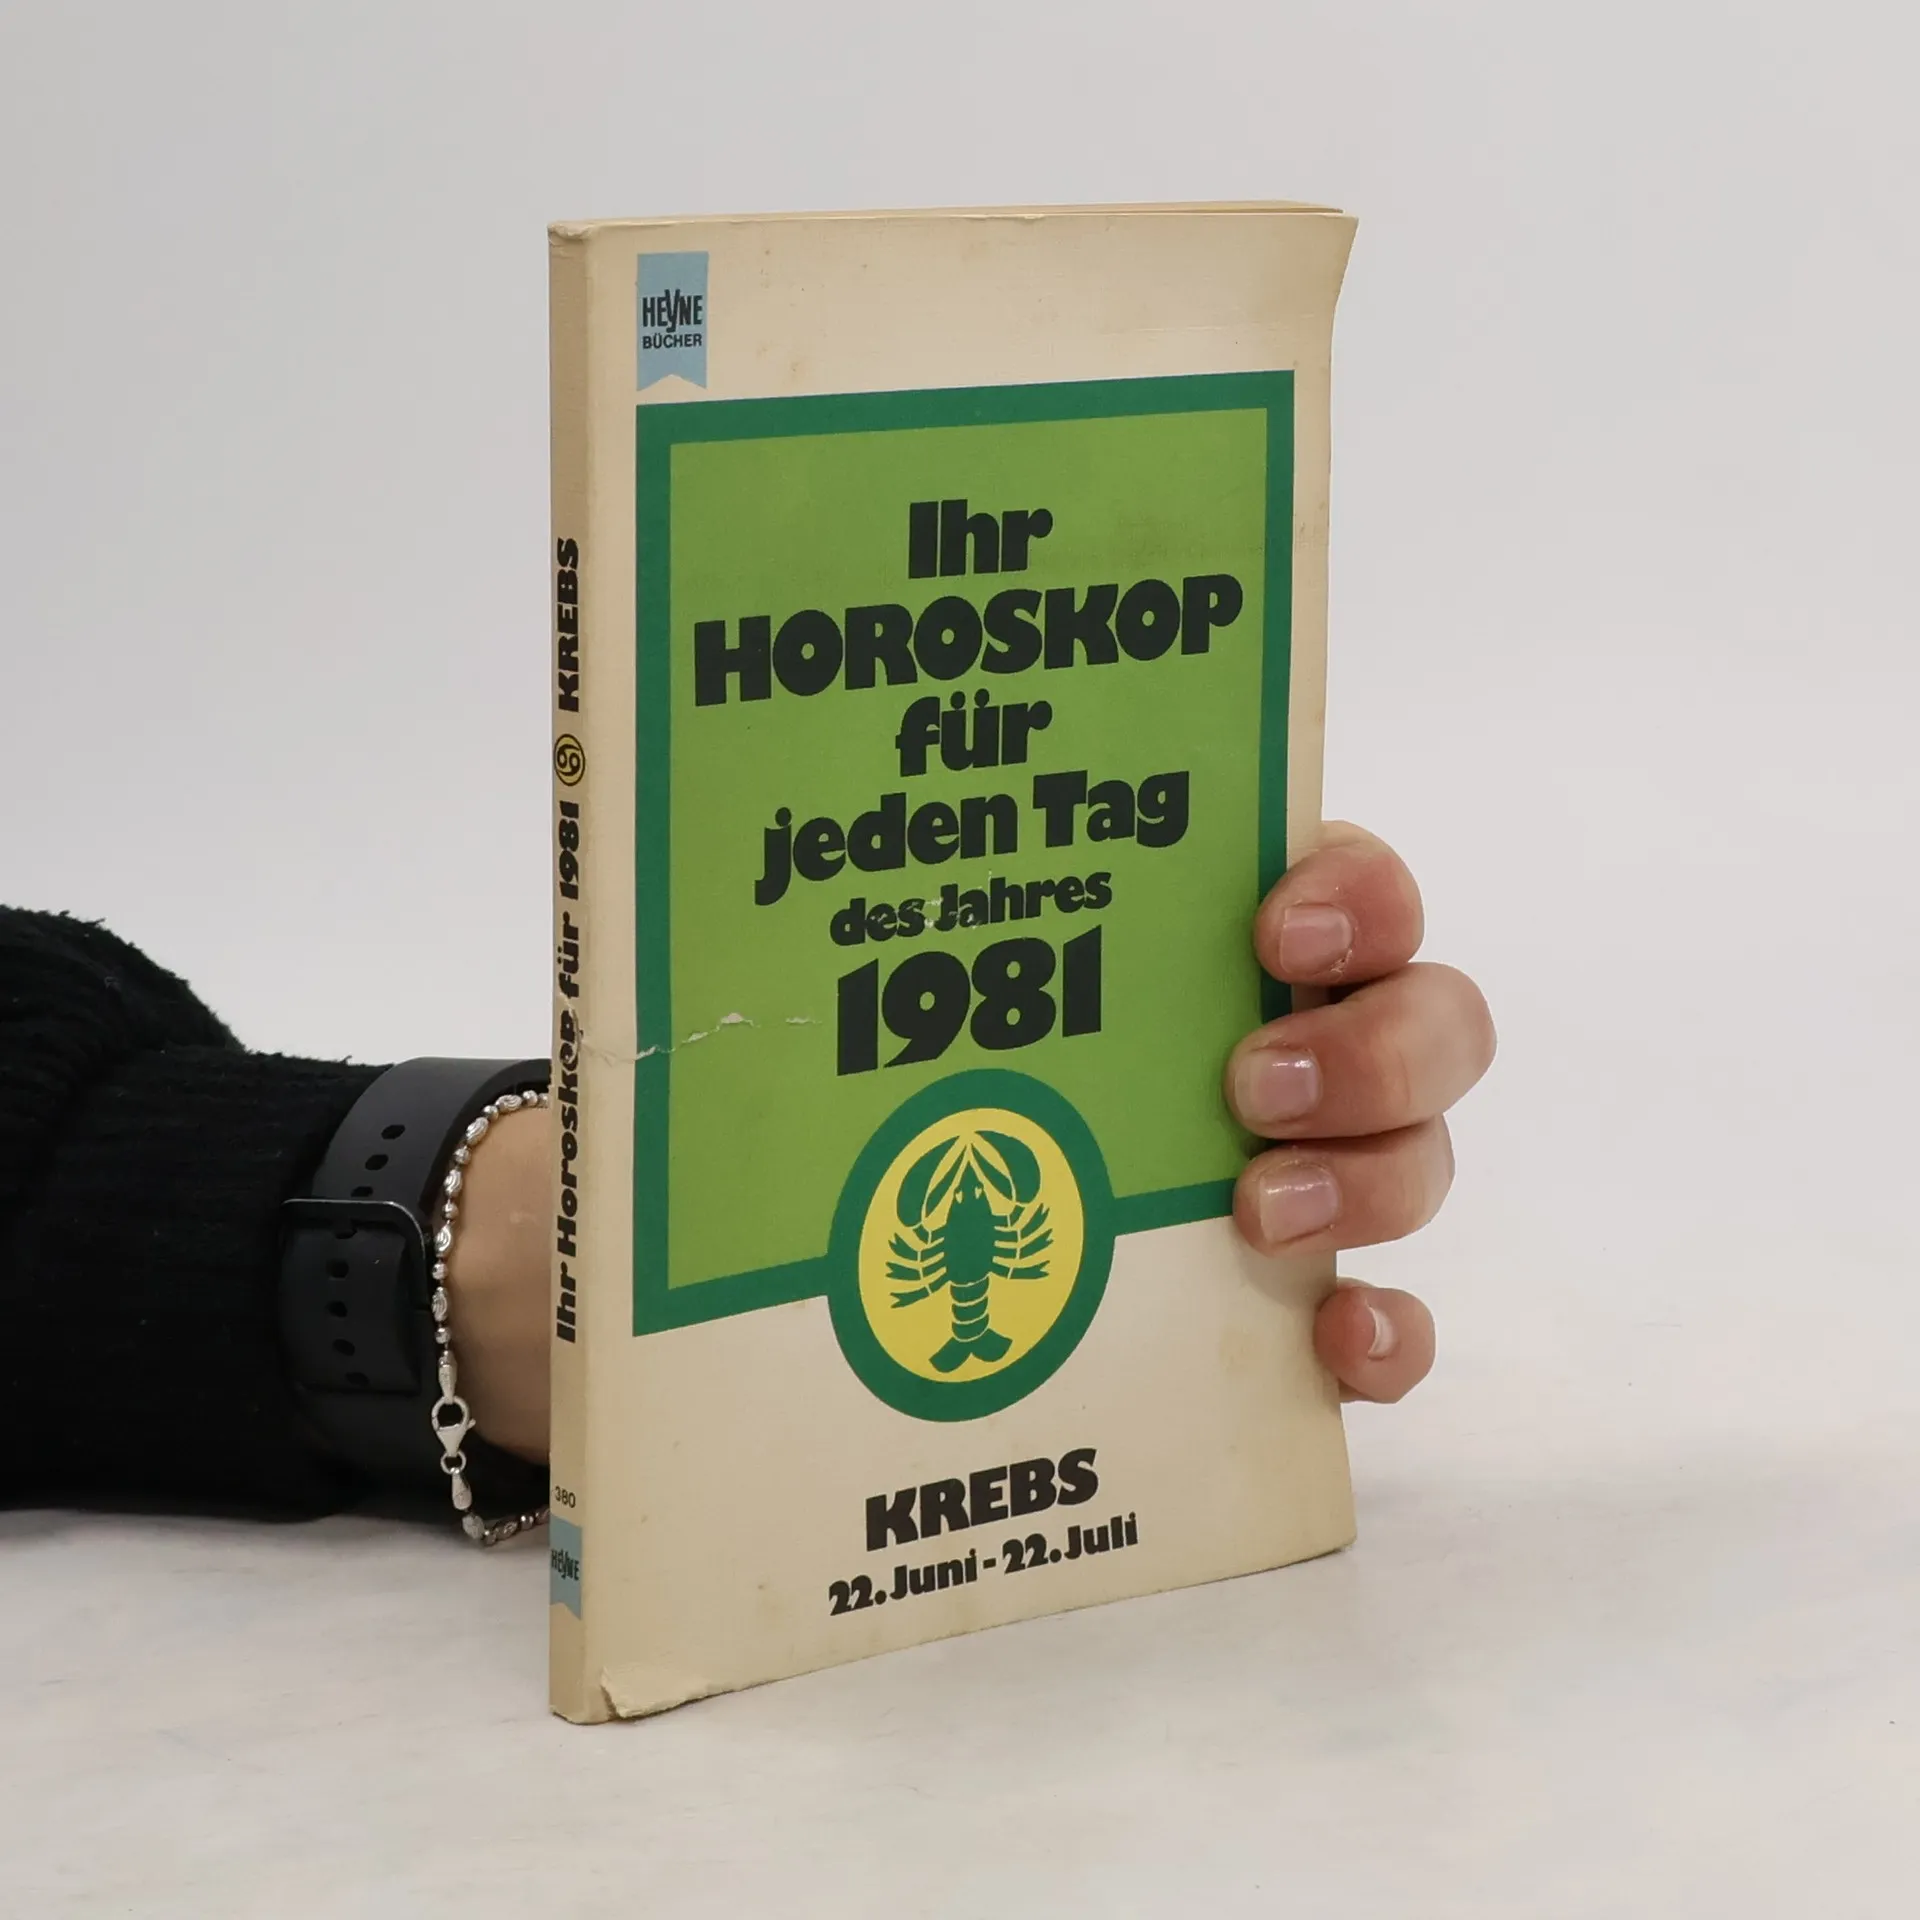 HEYNE
BÜCHER
Ihr
HOROSKOP
für
jeden Tag
des Jahres
1981
KREBS
22. Juni - 22. Juli
Ihr Horoskop für 1981 ♋ KREBS
380
HEYNE